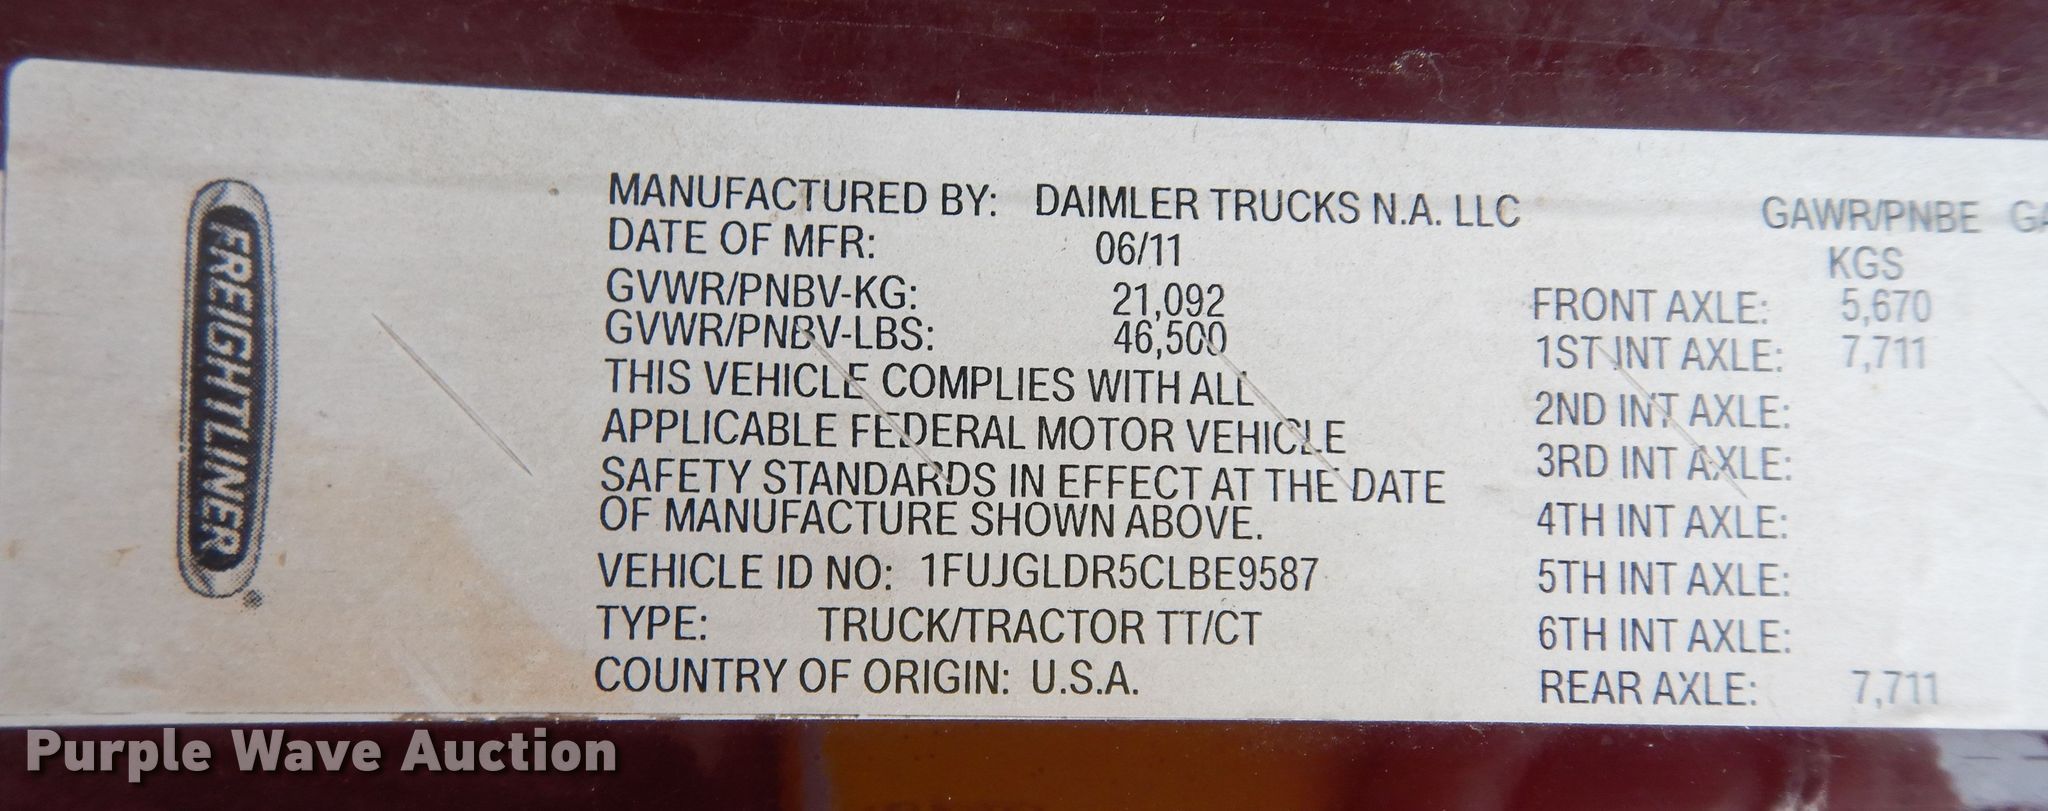 FREIGHTLINER
®
MANUFACTURED BY: DAIMLER TRUCKS N.A. LLC
DATE OF MFR: 06/11
GVWR/PNBV-KG: 21,092
GVWR/PNBV-LBS: 46,500
THIS VEHICLE COMPLIES WITH ALL
APPLICABLE FEDERAL MOTOR VEHICLE
SAFETY STANDARDS IN EFFECT AT THE DATE
OF MANUFACTURE SHOWN ABOVE.
VEHICLE ID NO: 1FUJGLDR5CLBE9587
TYPE: TRUCK/TRACTOR TT/CT
COUNTRY OF ORIGIN: U.S.A.
GAWR/PNBE GA
KGS
FRONT AXLE: 5,670
1ST INT AXLE: 7,711
2ND INT AXLE:
3RD INT AXLE:
4TH INT AXLE:
5TH INT AXLE:
6TH INT AXLE:
REAR AXLE: 7,711
Purple Wave Auction